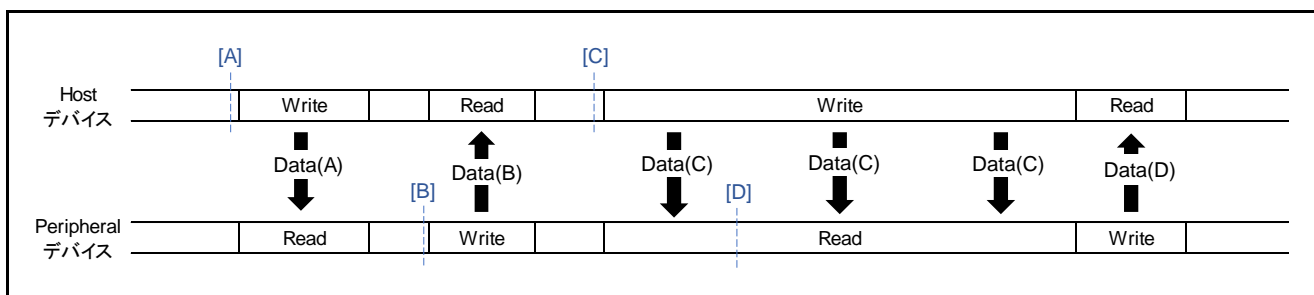 [A]
[C]
Host
デバイス
Write
Read
Write
Read
Data(A)
Data(B)
Data(C)
Data(C)
Data(C)
Data(D)
[B]
[D]
Peripheral
デバイス
Read
Write
Read
Write